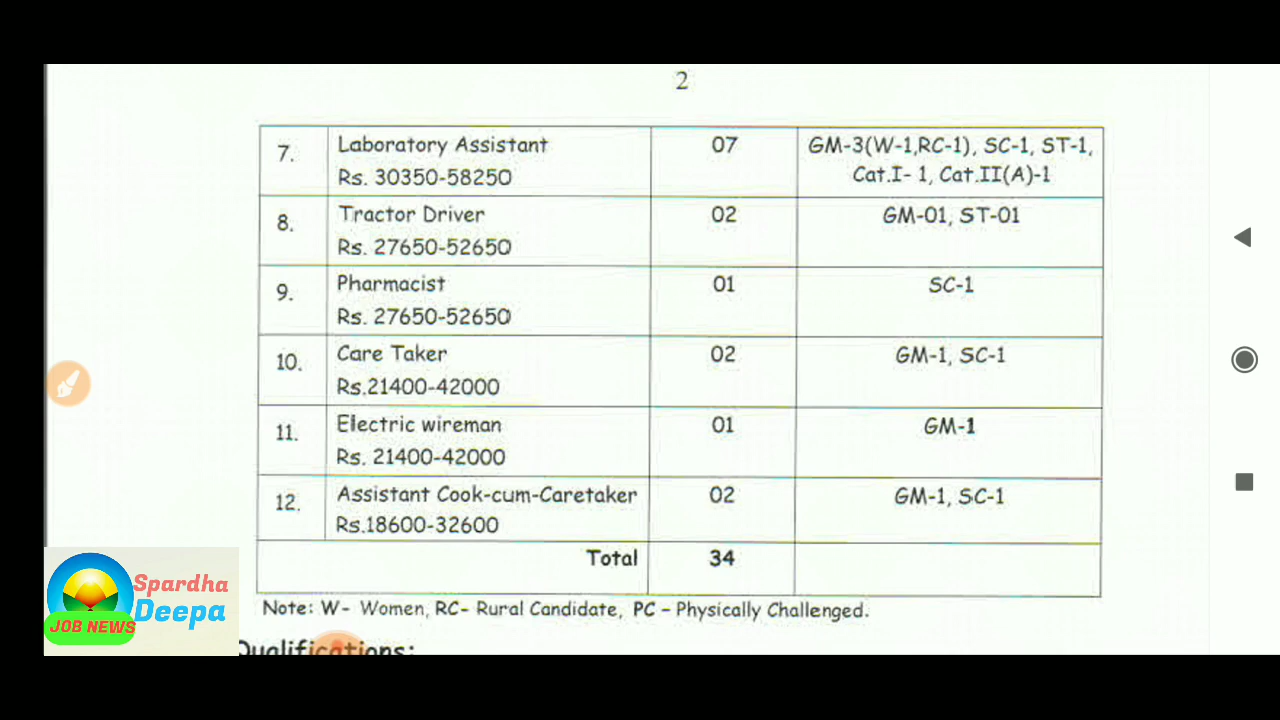 2
7. Laboratory Assistant 07 GM-3(W-1,RC-1), SC-1, ST-1,
Rs. 30350-58250 Cat.I- 1, Cat.II(A)-1
8. Tractor Driver 02 GM-01, ST-01
Rs. 27650-52650
9. Pharmacist 01 SC-1
Rs. 27650-52650
10. Care Taker 02 GM-1, SC-1
Rs.21400-42000
11. Electric wireman 01 GM-1
Rs. 21400-42000
12. Assistant Cook-cum-Caretaker 02 GM-1, SC-1
Rs.18600-32600
Total 34
Note: W- Women, RC- Rural Candidate, PC - Physically Challenged.
Qualifications:
Spardha
Deepa
JOB NEWS